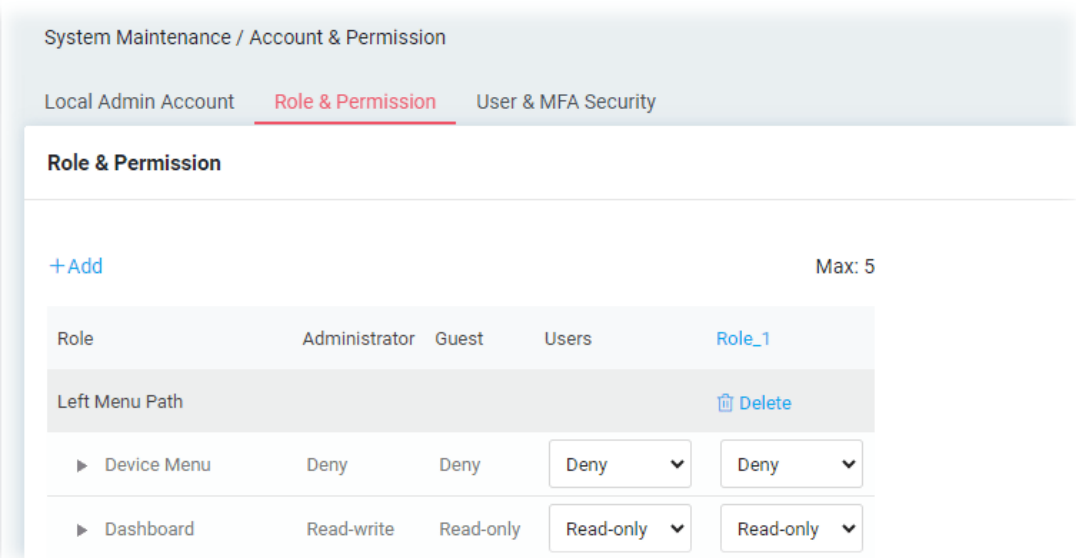 System Maintenance / Account & Permission
Local Admin Account Role & Permission User & MFA Security
Role & Permission
+Add Max: 5
Role Administrator Guest Users Role_1
Left Menu Path Delete
Device Menu Deny Deny Deny Deny
Dashboard Read-write Read-only Read-only Read-only